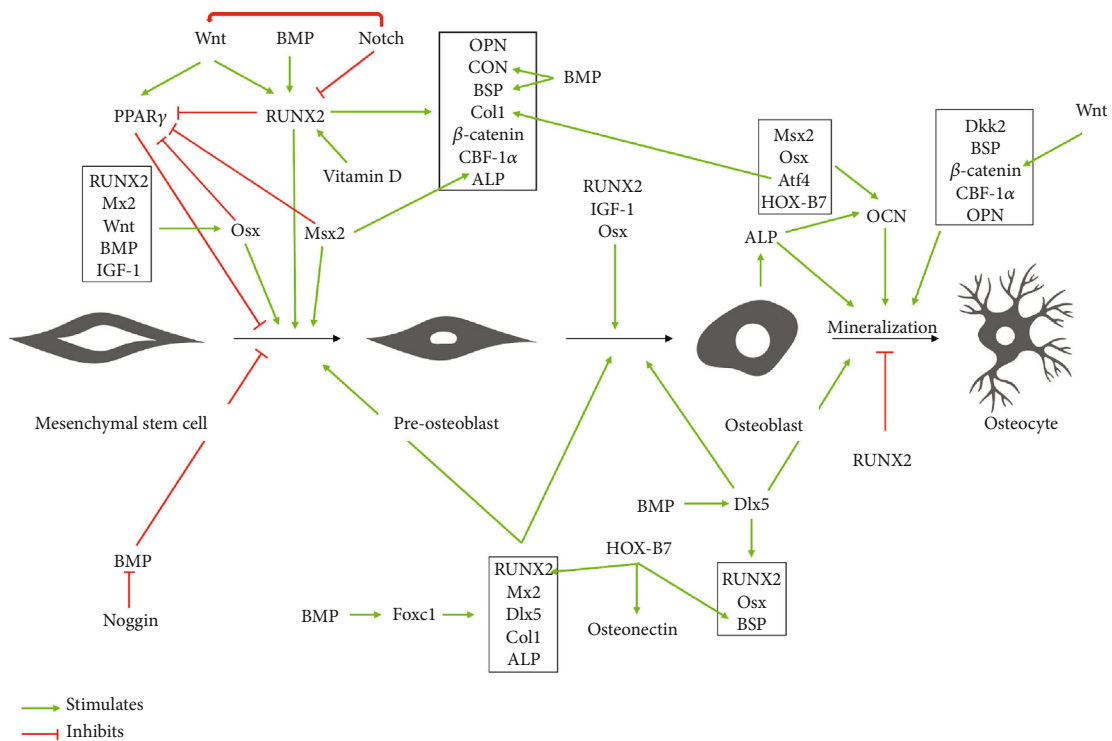 Wnt
BMP
Notch
PPARγ
RUNX2
Vitamin D
OPN
CON
BSP
Col1
β-catenin
CBF-1α
ALP
BMP
RUNX2
Mx2
Wnt
BMP
IGF-1
Osx
Msx2
RUNX2
IGF-1
Osx
Msx2
Osx
Atf4
HOX-B7
ALP
OCN
Dkk2
BSP
β-catenin
CBF-1α
OPN
Wnt
Mineralization
Mesenchymal stem cell
Pre-osteoblast
Osteoblast
Osteocyte
RUNX2
BMP
Noggin
BMP
Dlx5
HOX-B7
BMP
Foxc1
RUNX2
Mx2
Dlx5
Col1
ALP
Osteonectin
RUNX2
Osx
BSP
Stimulates
Inhibits